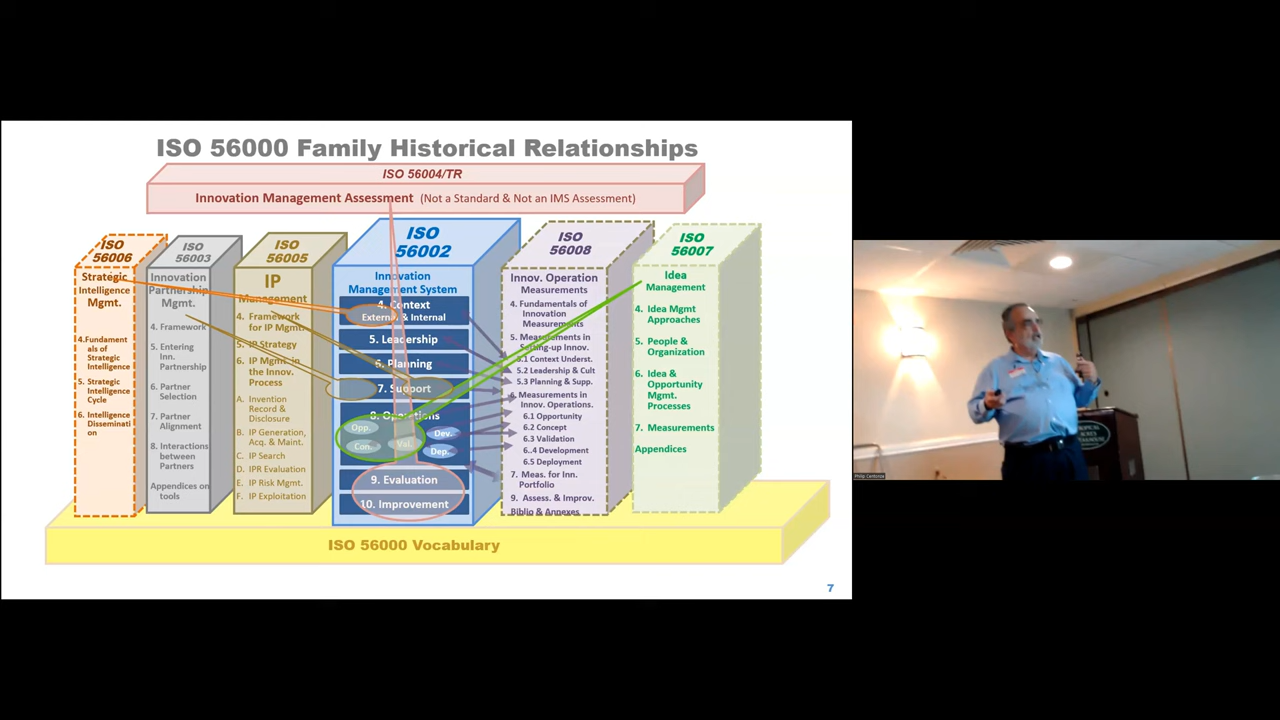 ISO 56000 Family Historical Relationships
ISO 56004/TR
Innovation Management Assessment (Not a Standard & Not an IMS Assessment)
ISO
56006
Strategic
Intelligence
Mgmt.
4.Fundament
als of
Strategic
Intelligence
5. Strategic
Intelligence
Cycle
6. Intelligence
Disseminati
on
ISO
56003
Innovation
Partnership
Mgmt.
4. Framework
5. Entering
Inn.
Partnership
6. Partner
Selection
7. Partner
Alignment
8. Interactions
between
Partners
Appendices on
tools
ISO
56005
IP
Management
4. Framework
for IP Mgmt.
5. IP Strategy
6. IP Mgmt. in
the Innov.
Process
A. Invention
Record &
Disclosure
B. IP Generation,
Acq. & Maint.
C. IP Search
D. IPR Evaluation
E. IP Risk Mgmt.
F. IP Exploitation
ISO
56002
Innovation
Management System
4. Context
External & Internal
5. Leadership
6. Planning
7. Support
8. Operations
Opp.
Con.
Val.
Dev.
Dep.
9. Evaluation
10. Improvement
ISO
56008
Innov. Operation
Measurements
4. Fundamentals of
Innovation
Measurements
5. Measurements in
Setting-up Innov.
5.1 Context Underst.
5.2 Leadership & Cult
5.3 Planning & Supp.
6. Measurements in
Innov. Operations.
6.1 Opportunity
6.2 Concept
6.3 Validation
6..4 Development
6.5 Deployment
7. Meas. for Inn.
Portfolio
9. Assess. & Improv.
Biblio & Annexes
ISO
56007
Idea
Management
4. Idea Mgmt
Approaches
5. People &
Organization
6. Idea &
Opportunity
Mgmt.
Processes
7. Measurements
Appendices
ISO 56000 Vocabulary
7